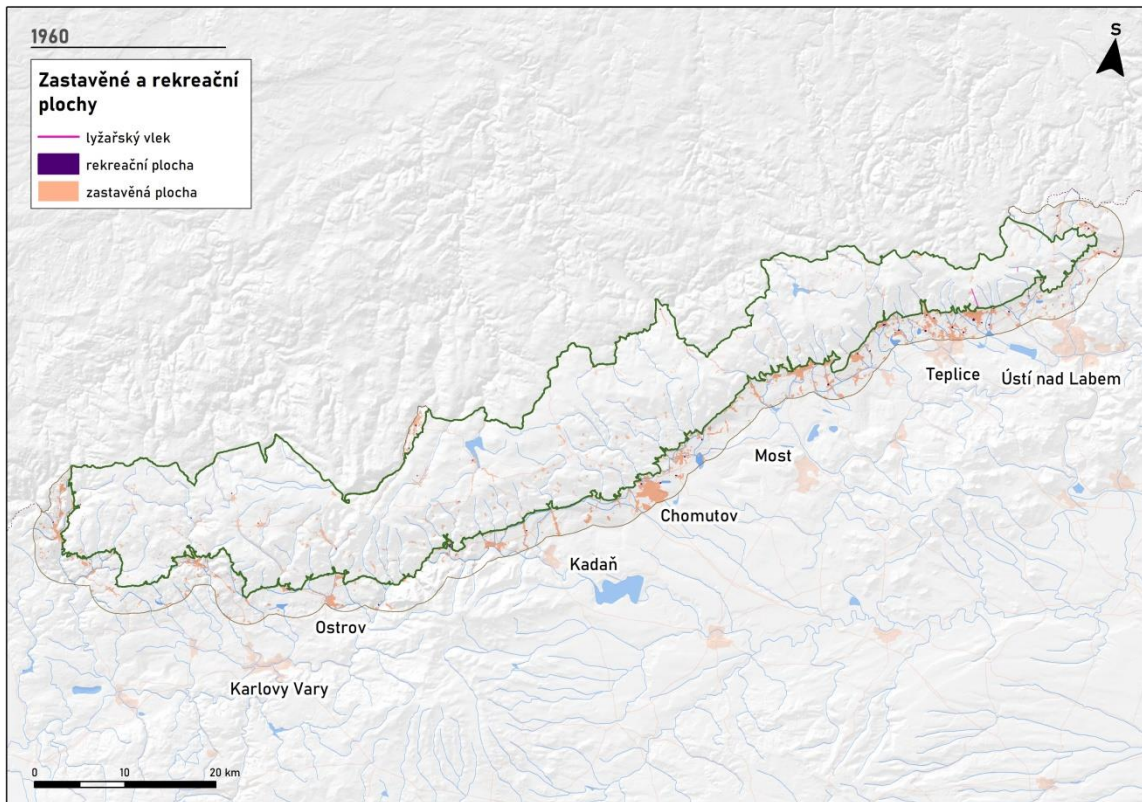 1960
S
Zastavěné a rekreační
plochy
lyžařský vlek
rekreační plocha
zastavěná plocha
Teplice
Ústí nad Labem
Most
Chomutov
Kadaň
Ostrov
Karlovy Vary
0 10 20 km